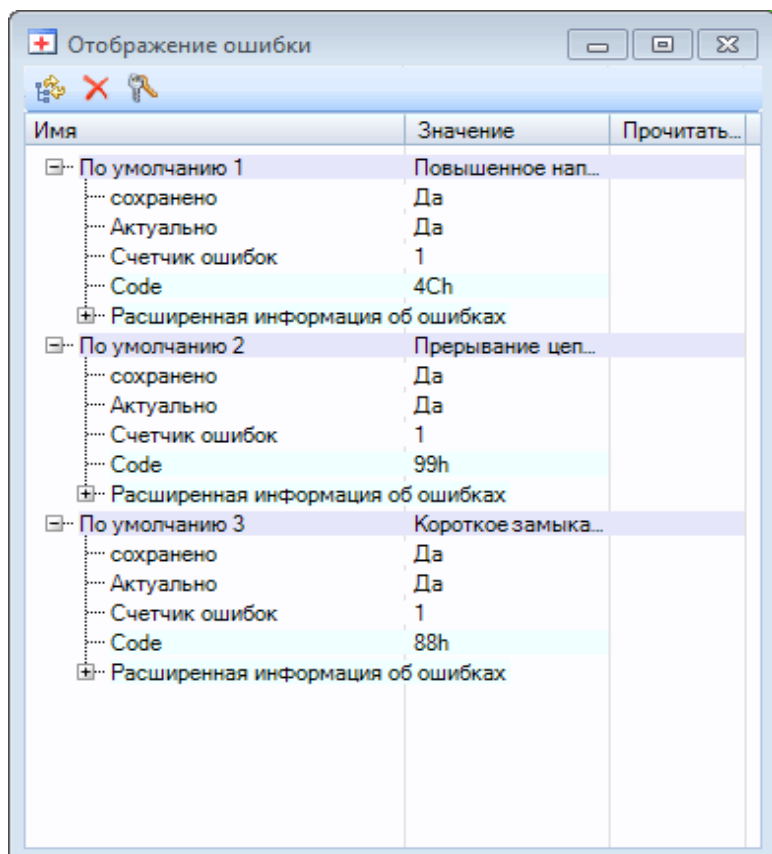 Отображение ошибки
Имя Значение Прочитать...
По умолчанию 1 Повышенное нап...
сохранено Да
Актуально Да
Счетчик ошибок 1
Code 4Ch
Расширенная информация об ошибках
По умолчанию 2 Прерывание цеп...
сохранено Да
Актуально Да
Счетчик ошибок 1
Code 99h
Расширенная информация об ошибках
По умолчанию 3 Короткое замыка...
сохранено Да
Актуально Да
Счетчик ошибок 1
Code 88h
Расширенная информация об ошибках